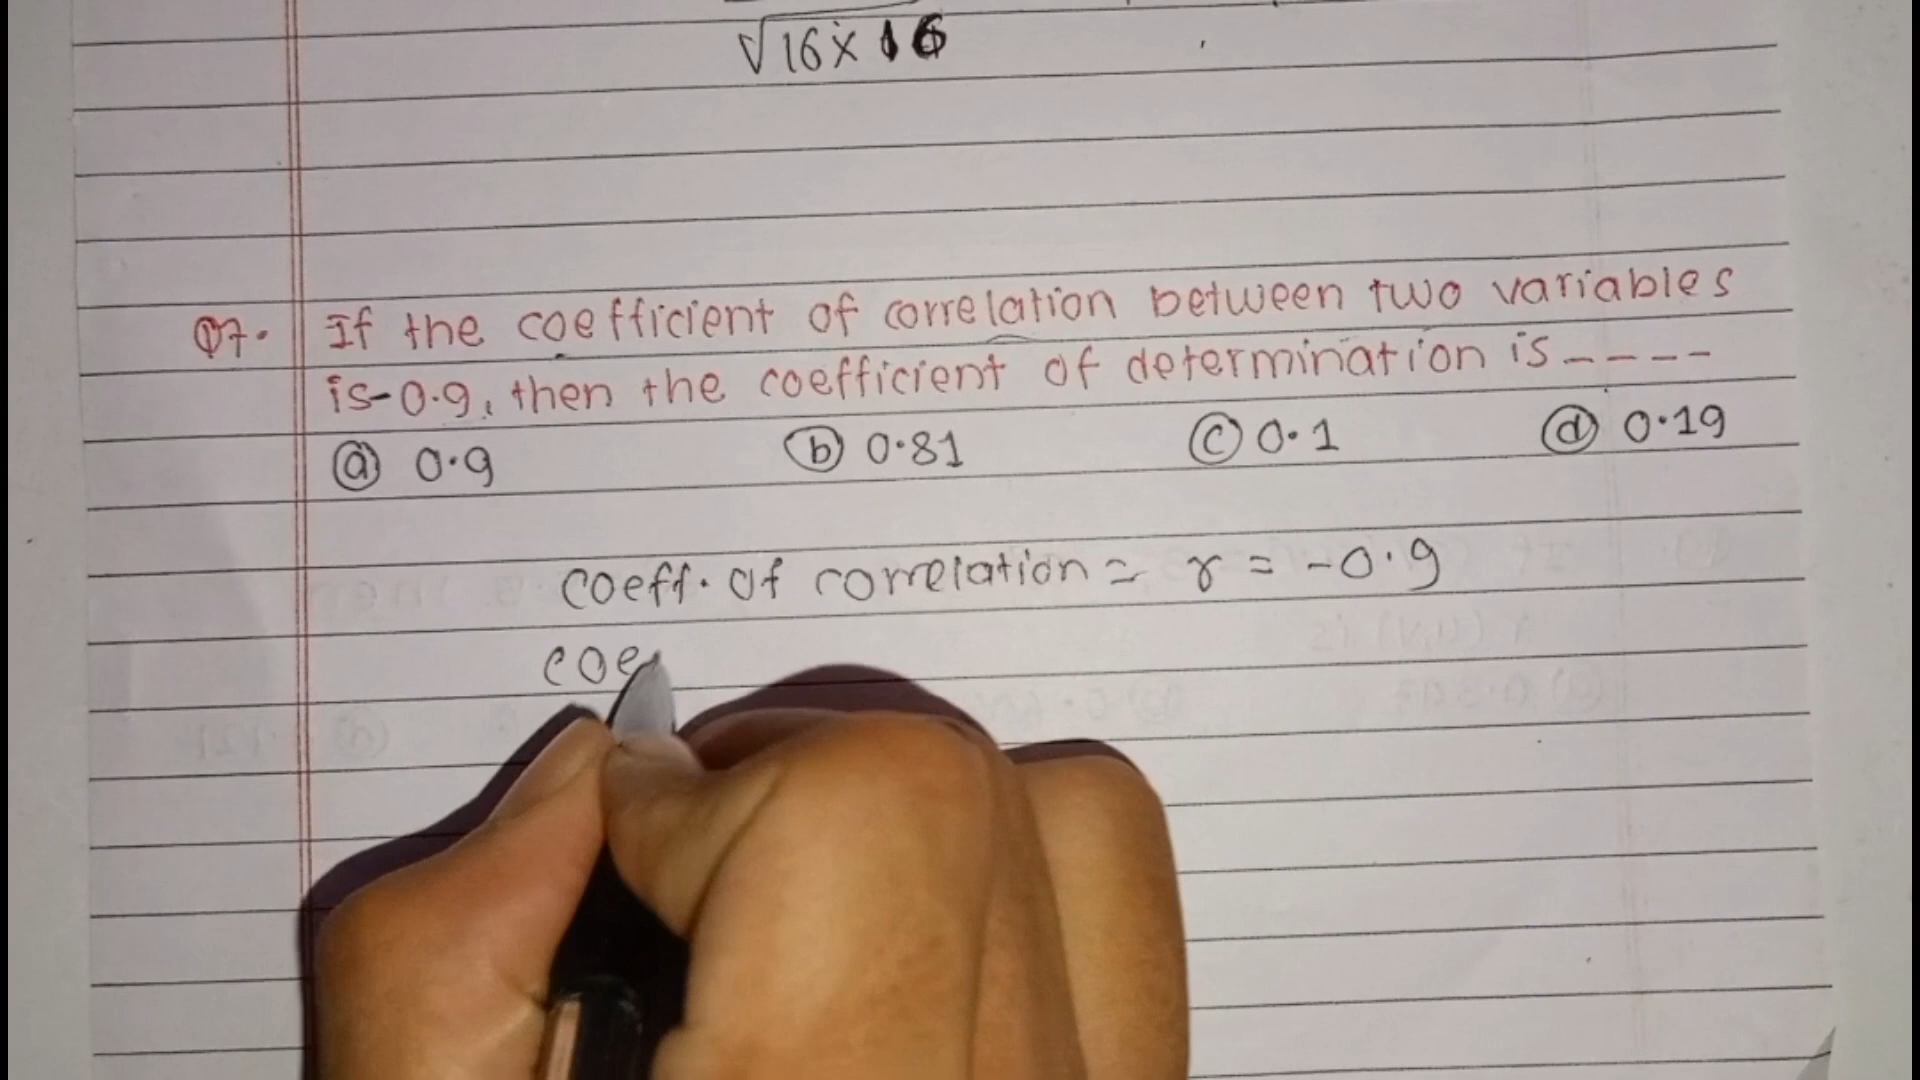 √16 × 16
Q7. If the coefficient of correlation between two variables
is -0.9, then the coefficient of determination is ----
(a) 0.9 (b) 0.81 (c) 0.1 (d) 0.19
coeff. of correlation = r = -0.9
coe